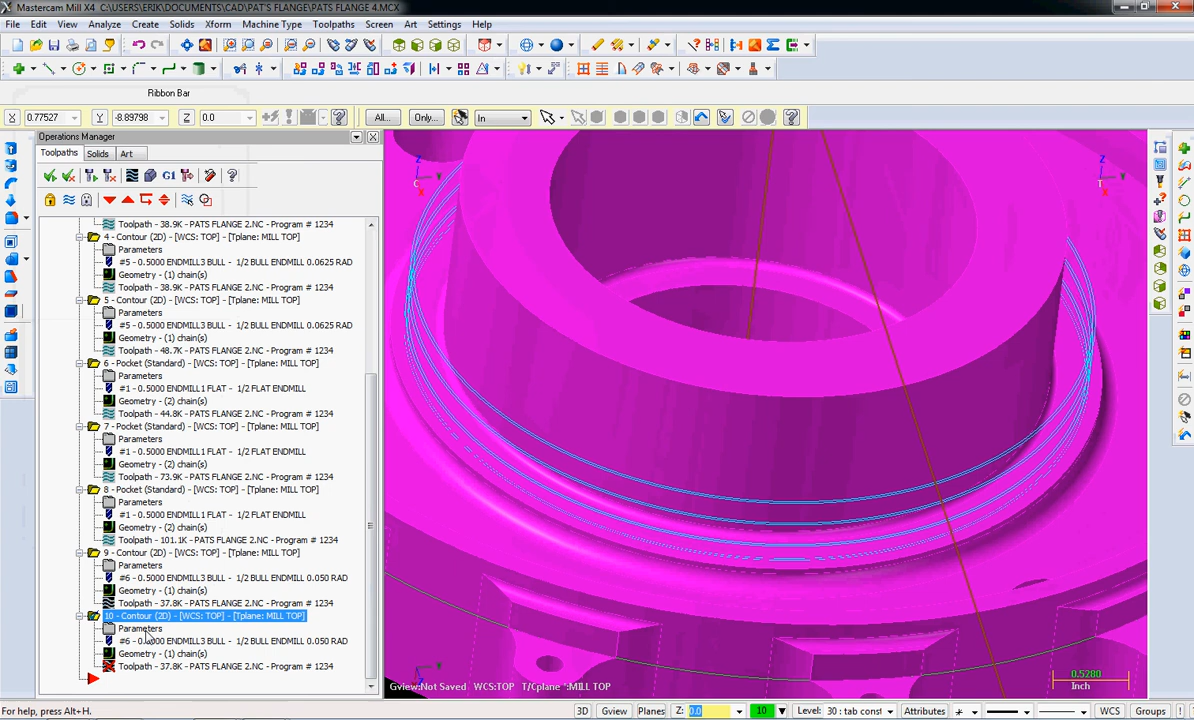 Mastercam Mill X4 C:\USERS\ERIK\DOCUMENTS\CAD\PAT'S FLANGE\PATS FLANGE 4.MCX
File Edit View Analyze Create Solids Xform Machine Type Toolpaths Screen Art Settings Help
Ribbon Bar
X 0.77527 Y -8.89798 Z 0.0 All... Only... In
Operations Manager
Toolpaths Solids Art
G1
Toolpath - 38.9K - PATS FLANGE 2.NC - Program # 1234
4 - Contour (2D) - [WCS: TOP] - [Tplane: MILL TOP]
Parameters
#5 - 0.5000 ENDMILL3 BULL - 1/2 BULL ENDMILL 0.0625 RAD
Geometry - (1) chain(s)
Toolpath - 38.9K - PATS FLANGE 2.NC - Program # 1234
5 - Contour (2D) - [WCS: TOP] - [Tplane: MILL TOP]
Parameters
#5 - 0.5000 ENDMILL3 BULL - 1/2 BULL ENDMILL 0.0625 RAD
Geometry - (1) chain(s)
Toolpath - 48.7K - PATS FLANGE 2.NC - Program # 1234
6 - Pocket (Standard) - [WCS: TOP] - [Tplane: MILL TOP]
Parameters
#1 - 0.5000 ENDMILL1 FLAT - 1/2 FLAT ENDMILL
Geometry - (2) chain(s)
Toolpath - 44.8K - PATS FLANGE 2.NC - Program # 1234
7 - Pocket (Standard) - [WCS: TOP] - [Tplane: MILL TOP]
Parameters
#1 - 0.5000 ENDMILL1 FLAT - 1/2 FLAT ENDMILL
Geometry - (2) chain(s)
Toolpath - 73.9K - PATS FLANGE 2.NC - Program # 1234
8 - Pocket (Standard) - [WCS: TOP] - [Tplane: MILL TOP]
Parameters
#1 - 0.5000 ENDMILL1 FLAT - 1/2 FLAT ENDMILL
Geometry - (2) chain(s)
Toolpath - 101.1K - PATS FLANGE 2.NC - Program # 1234
9 - Contour (2D) - [WCS: TOP] - [Tplane: MILL TOP]
Parameters
#6 - 0.5000 ENDMILL3 BULL - 1/2 BULL ENDMILL 0.050 RAD
Geometry - (1) chain(s)
Toolpath - 37.8K - PATS FLANGE 2.NC - Program # 1234
10 - Contour (2D) - [WCS: TOP] - [Tplane: MILL TOP]
Parameters
#6 - 0.5000 ENDMILL3 BULL - 1/2 BULL ENDMILL 0.050 RAD
Geometry - (1) chain(s)
Toolpath - 37.8K - PATS FLANGE 2.NC - Program # 1234
Gview:Not Saved WCS:TOP T/Cplane *:MILL TOP
0.5280
Inch
For help, press Alt+H. 3D Gview Planes Z: 0.0 10 Level: 30 : tab const Attributes WCS Groups